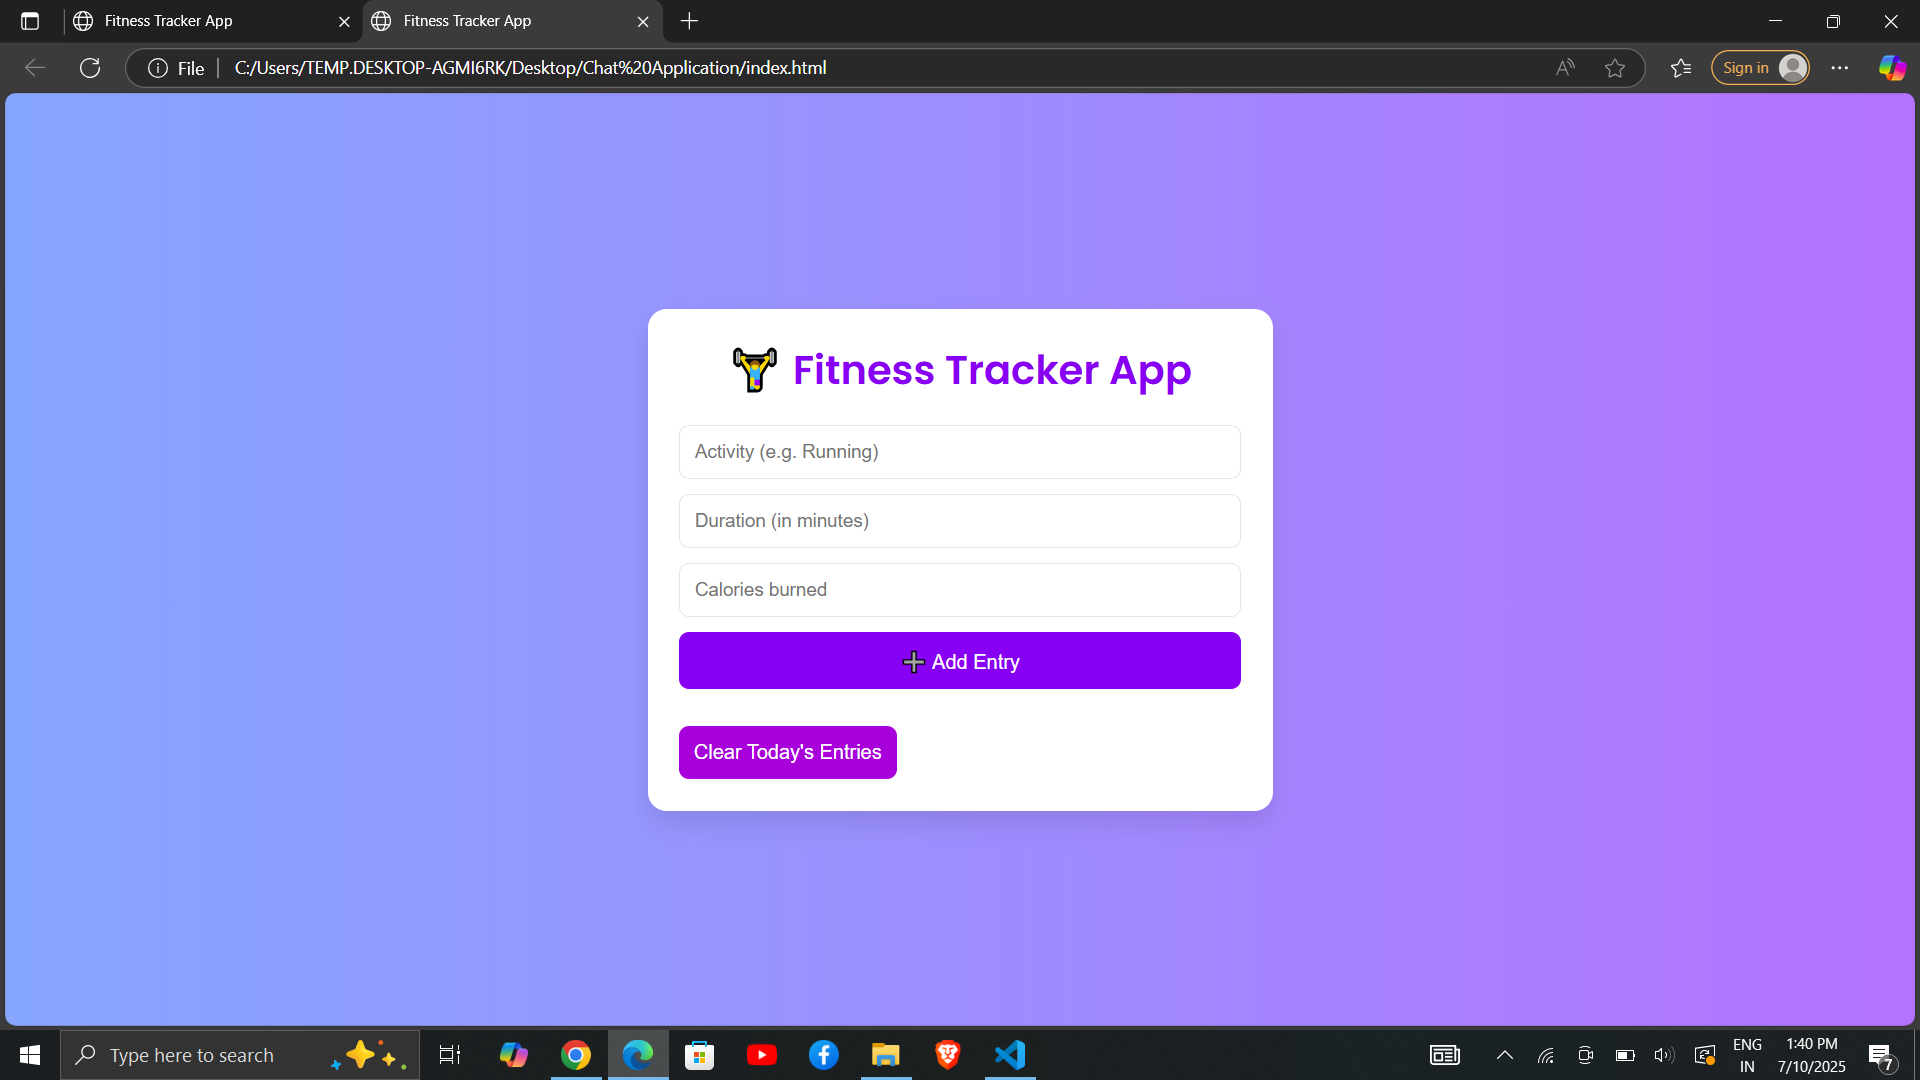 Fitness Tracker App
Fitness Tracker App
File
C:/Users/TEMP.DESKTOP-AGMI6RK/Desktop/Chat%20Application/index.html
Sign in
Fitness Tracker App
Activity (e.g. Running)
Duration (in minutes)
Calories burned
Add Entry
Clear Today's Entries
Type here to search
ENG
IN
1:40 PM
7/10/2025
7